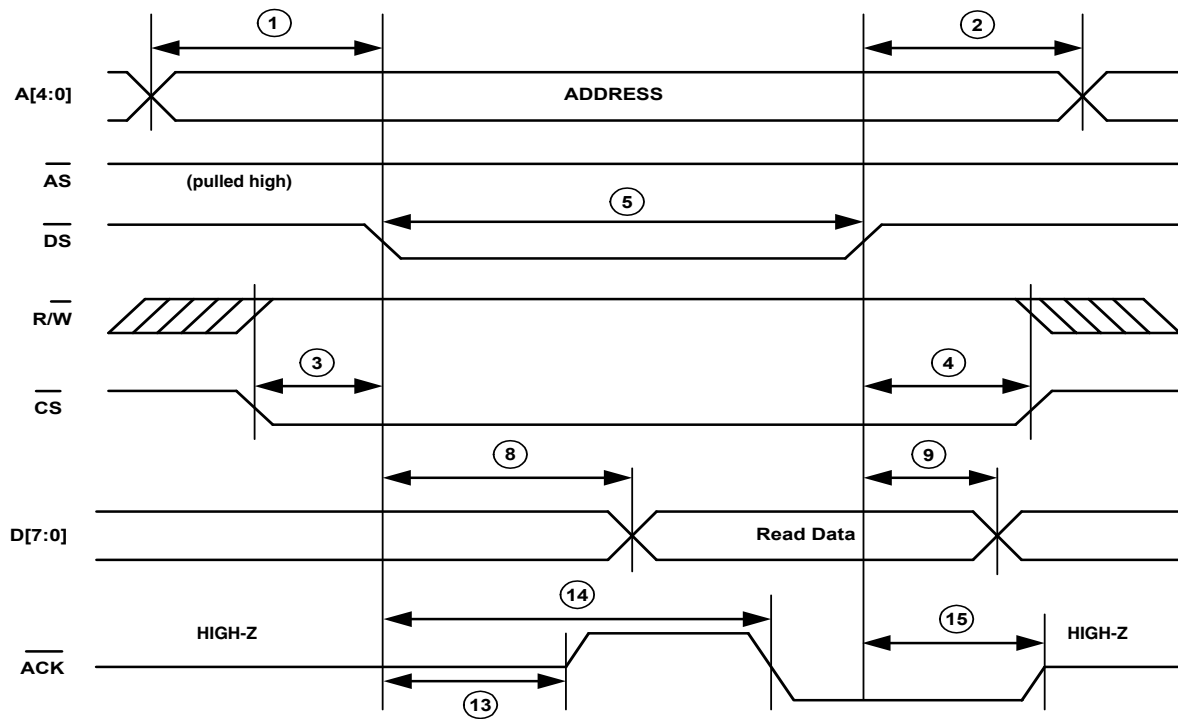 1
2
A[4:0]
ADDRESS
AS
(pulled high)
5
DS
R/W
3
4
CS
8
9
D[7:0]
Read Data
14
15
HIGH-Z
HIGH-Z
ACK
13